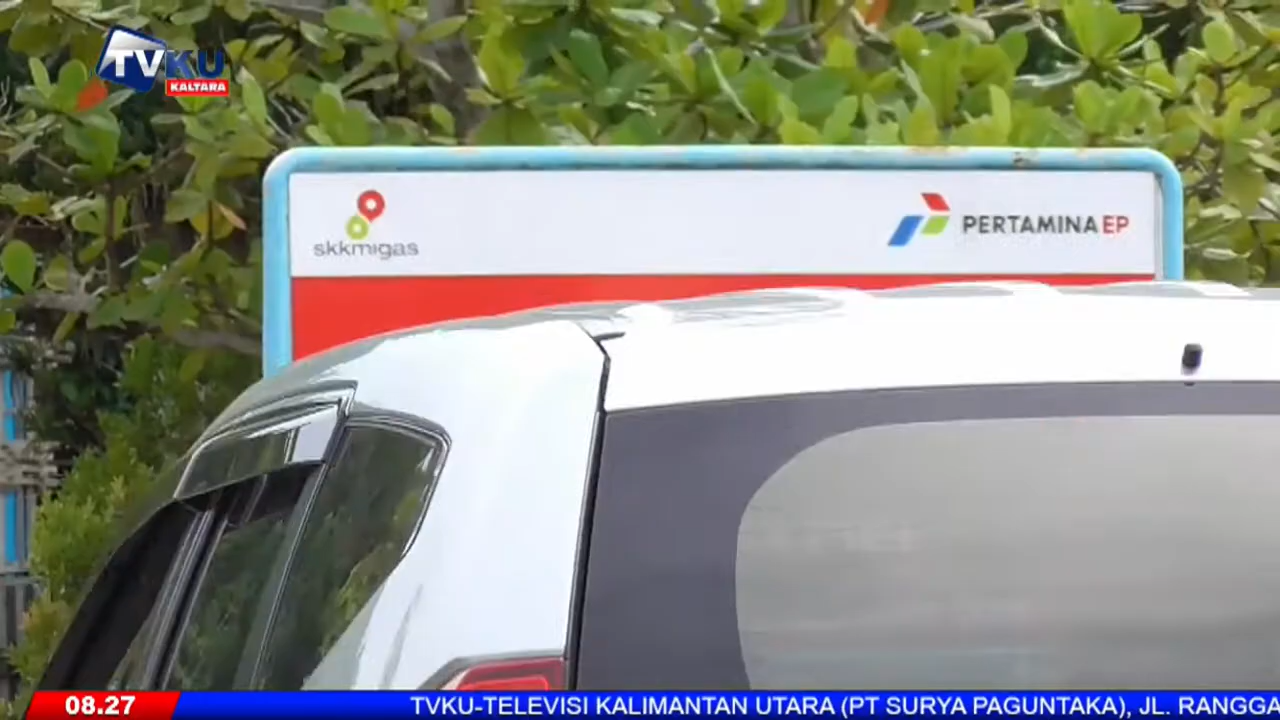 TVKU
KALTARA
skkmigas
PERTAMINA EP
08.27
TVKU-TELEVISI KALIMANTAN UTARA (PT SURYA PAGUNTAKA), JL. RANGGA